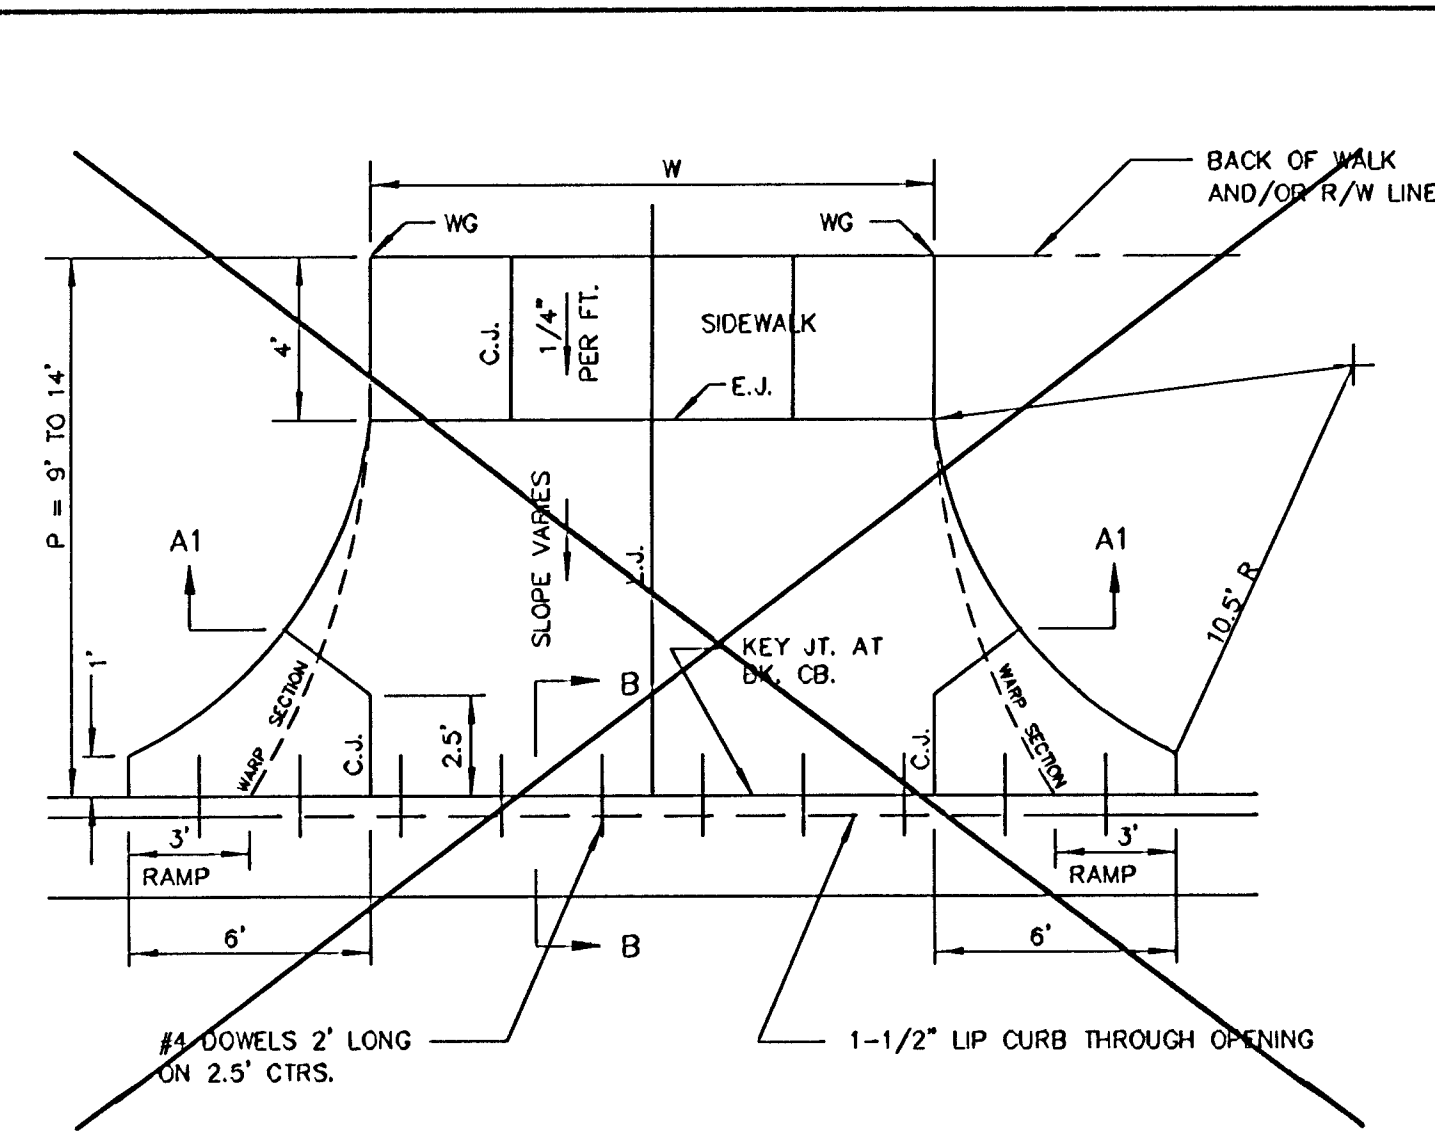 W
BACK OF WALK
AND/OR R/W LINE
WG
WG
4'
C.J.
1/4"
PER FT.
SIDEWALK
E.J.
P = 9' TO 14'
A1
SLOPE VARIES
A1
10.5' R
KEY JT. AT
BK. CB.
1'
WARP SECTION
C.J.
2.5'
B
C.J.
WARP SECTION
3'
RAMP
3'
RAMP
6'
B
6'
#4 DOWELS 2' LONG
ON 2.5' CTRS.
1-1/2" LIP CURB THROUGH OPENING